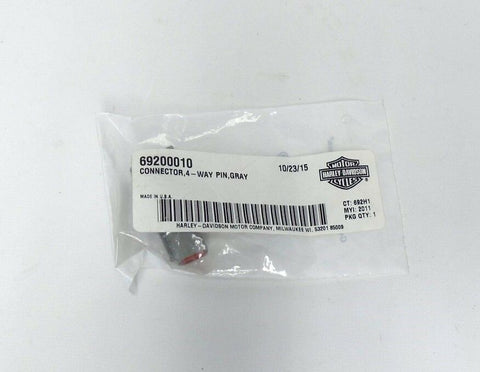 69200010
CONNECTOR,4-WAY PIN,GRAY
10/23/15
MOTOR
HARLEY-DAVIDSON
CYCLES
MADE IN U.S.A.
CT: 692H1
MYI: 2011
PKG QTY: 1
HARLEY-DAVIDSON MOTOR COMPANY, MILWAUKEE WI. 53201 85609